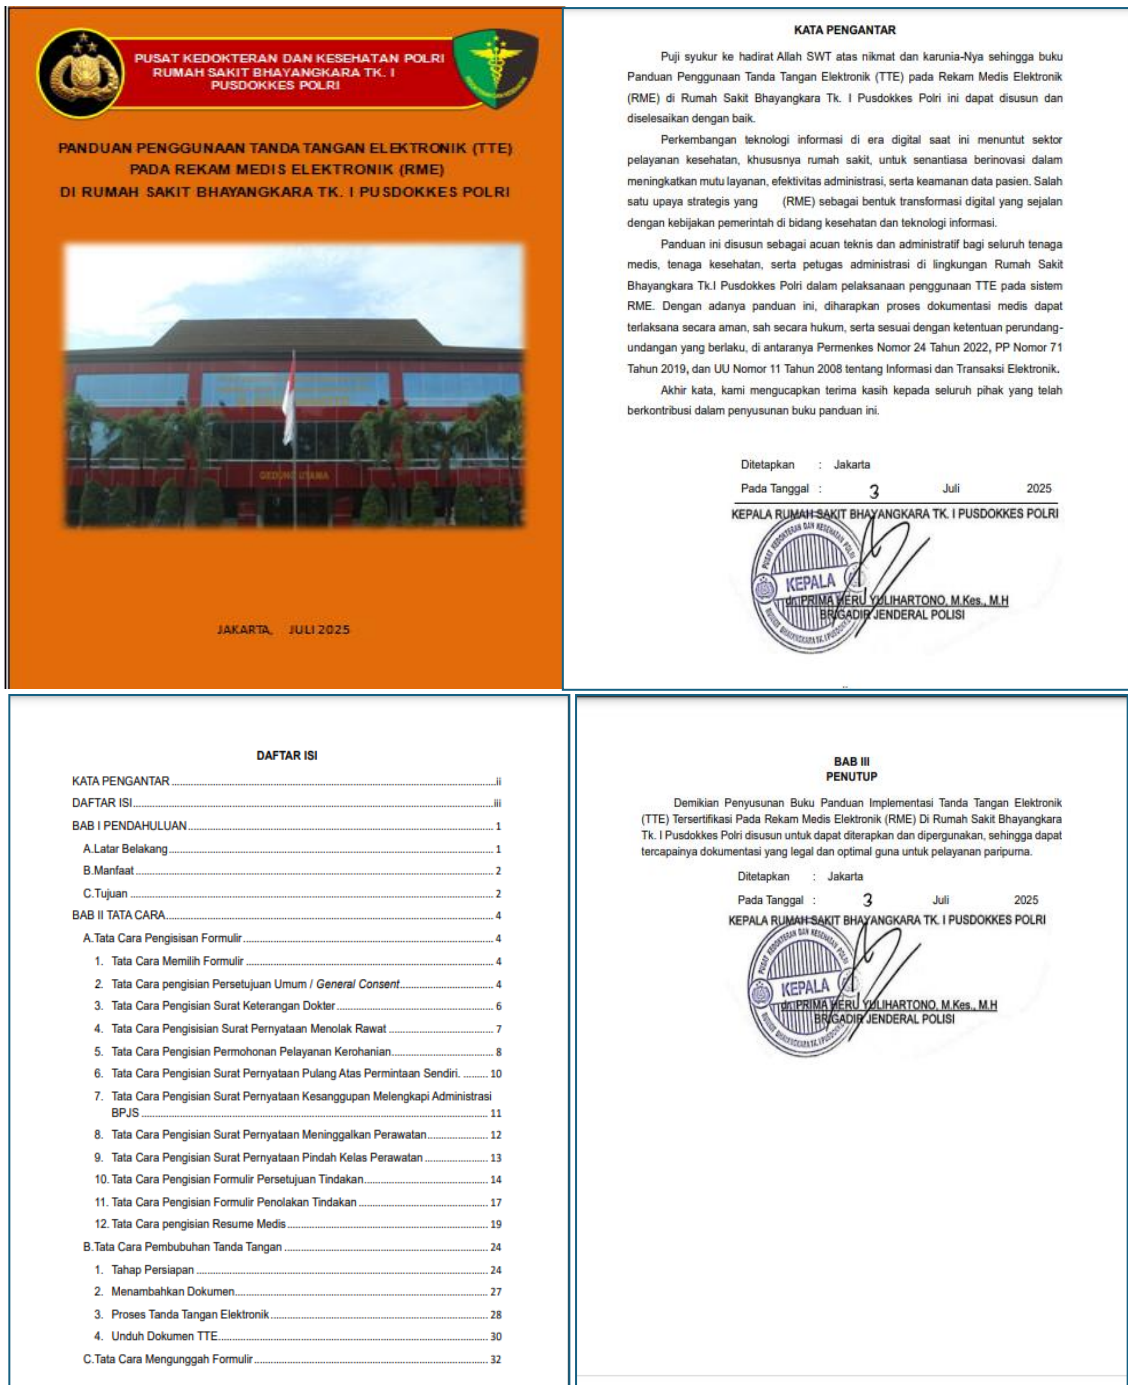 PUSAT KEDOKTERAN DAN KESEHATAN POLRI
RUMAH SAKIT BHAYANGKARA TK. I
PUSDOKKES POLRI
PANDUAN PENGGUNAAN TANDA TANGAN ELEKTRONIK (TTE)
PADA REKAM MEDIS ELEKTRONIK (RME)
DI RUMAH SAKIT BHAYANGKARA TK. I PUSDOKKES POLRI
GEDUNG UTAMA
JAKARTA, JULI 2025
KATA PENGANTAR
Puji syukur ke hadirat Allah SWT atas nikmat dan karunia-Nya sehingga buku
Panduan Penggunaan Tanda Tangan Elektronik (TTE) pada Rekam Medis Elektronik
(RME) di Rumah Sakit Bhayangkara Tk. I Pusdokkes Polri ini dapat disusun dan
diselesaikan dengan baik.
Perkembangan teknologi informasi di era digital saat ini menuntut sektor
pelayanan kesehatan, khususnya rumah sakit, untuk senantiasa berinovasi dalam
meningkatkan mutu layanan, efektivitas administrasi, serta keamanan data pasien. Salah
satu upaya strategis yang (RME) sebagai bentuk transformasi digital yang sejalan
dengan kebijakan pemerintah di bidang kesehatan dan teknologi informasi.
Panduan ini disusun sebagai acuan teknis dan administratif bagi seluruh tenaga
medis, tenaga kesehatan, serta petugas administrasi di lingkungan Rumah Sakit
Bhayangkara Tk.I Pusdokkes Polri dalam pelaksanaan penggunaan TTE pada sistem
RME. Dengan adanya panduan ini, diharapkan proses dokumentasi medis dapat
terlaksana secara aman, sah secara hukum, serta sesuai dengan ketentuan perundang-
undangan yang berlaku, di antaranya Permenkes Nomor 24 Tahun 2022, PP Nomor 71
Tahun 2019, dan UU Nomor 11 Tahun 2008 tentang Informasi dan Transaksi Elektronik.
Akhir kata, kami mengucapkan terima kasih kepada seluruh pihak yang telah
berkontribusi dalam penyusunan buku panduan ini.
Ditetapkan : Jakarta
Pada Tanggal : 3 Juli 2025
KEPALA RUMAH SAKIT BHAYANGKARA TK. I PUSDOKKES POLRI
PUSAT KEDOKTERAN DAN KESEHATAN POLRI
KEPALA
dr. PRIMA HERU YULIHARTONO, M.Kes., M.H
BRIGADIR JENDERAL POLISI
DAFTAR ISI
KATA PENGANTAR ........ ii
DAFTAR ISI ........ iii
BAB I PENDAHULUAN ........ 1
A.Latar Belakang ........ 1
B.Manfaat ........ 2
C.Tujuan ........ 2
BAB II TATA CARA ........ 4
A.Tata Cara Pengisisan Formulir ........ 4
1. Tata Cara Memilih Formulir ........ 4
2. Tata Cara pengisian Persetujuan Umum / General Consent ........ 4
3. Tata Cara Pengisian Surat Keterangan Dokter ........ 6
4. Tata Cara Pengisisian Surat Pernyataan Menolak Rawat ........ 7
5. Tata Cara Pengisian Permohonan Pelayanan Kerohanian ........ 8
6. Tata Cara Pengisian Surat Pernyataan Pulang Atas Permintaan Sendiri. ........ 10
7. Tata Cara Pengisian Surat Pernyataan Kesanggupan Melengkapi Administrasi
BPJS ........ 11
8. Tata Cara Pengisian Surat Pernyataan Meninggalkan Perawatan ........ 12
9. Tata Cara Pengisian Surat Pernyataan Pindah Kelas Perawatan ........ 13
10. Tata Cara Pengisian Formulir Persetujuan Tindakan ........ 14
11. Tata Cara Pengisian Formulir Penolakan Tindakan ........ 17
12. Tata Cara pengisian Resume Medis ........ 19
B.Tata Cara Pembubuhan Tanda Tangan ........ 24
1. Tahap Persiapan ........ 24
2. Menambahkan Dokumen ........ 27
3. Proses Tanda Tangan Elektronik ........ 28
4. Unduh Dokumen TTE ........ 30
C.Tata Cara Mengunggah Formulir ........ 32
BAB III
PENUTUP
Demikian Penyusunan Buku Panduan Implementasi Tanda Tangan Elektronik
(TTE) Tersertifikasi Pada Rekam Medis Elektronik (RME) Di Rumah Sakit Bhayangkara
Tk. I Pusdokkes Polri disusun untuk dapat diterapkan dan dipergunakan, sehingga dapat
tercapainya dokumentasi yang legal dan optimal guna untuk pelayanan paripurna.
Ditetapkan : Jakarta
Pada Tanggal : 3 Juli 2025
KEPALA RUMAH SAKIT BHAYANGKARA TK. I PUSDOKKES POLRI
PUSAT KEDOKTERAN DAN KESEHATAN POLRI
KEPALA
dr. PRIMA HERU YULIHARTONO, M.Kes., M.H
BRIGADIR JENDERAL POLISI